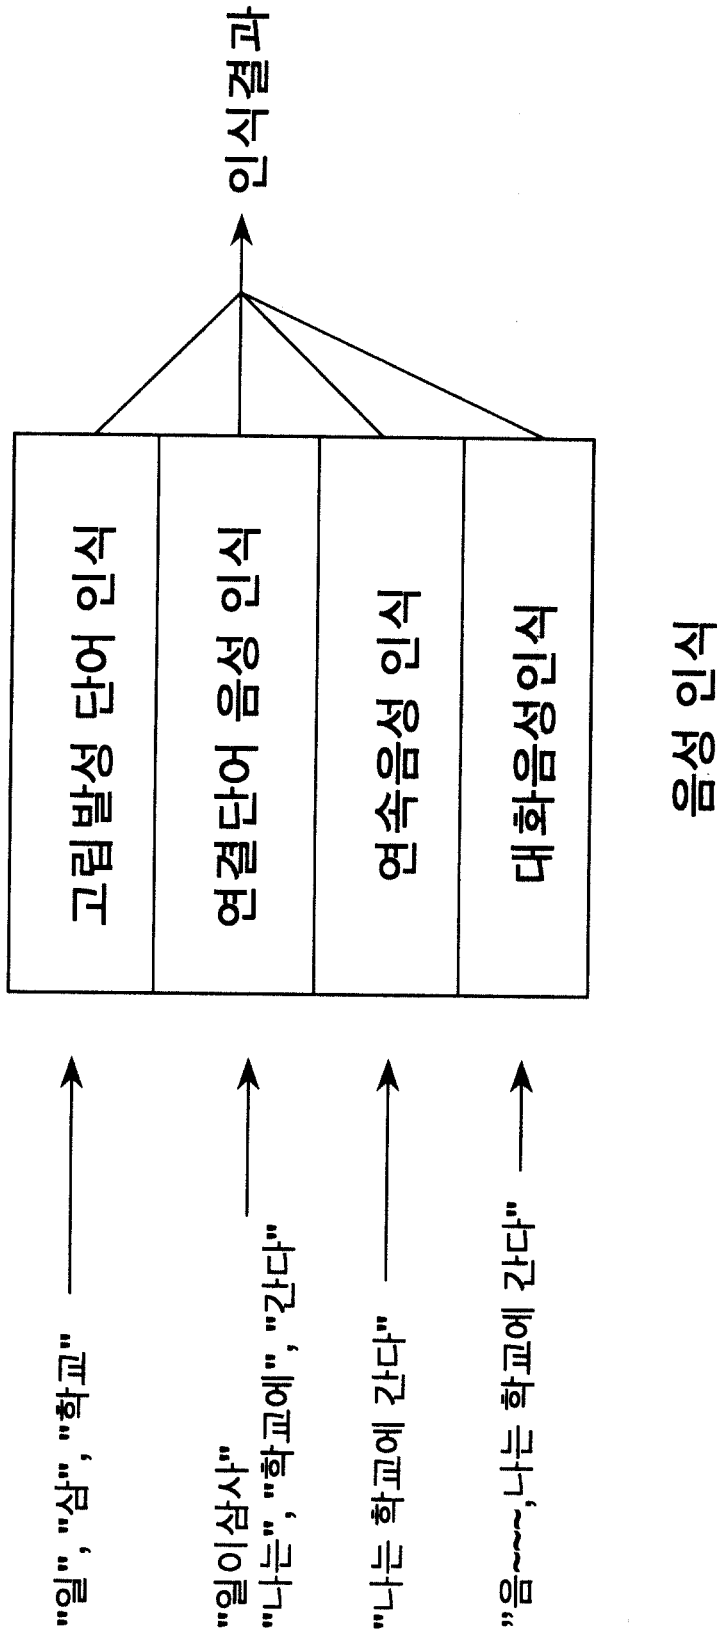 "일", "삼", "학교"
고립발성 단어 인식
"일이삼사"
"나는", "학교에", "간다"
연결단어 음성 인식
"나는 학교에 간다"
연속음성 인식
"음~~~,나는 학교에 간다"
대화음성인식
인식결과
음성 인식